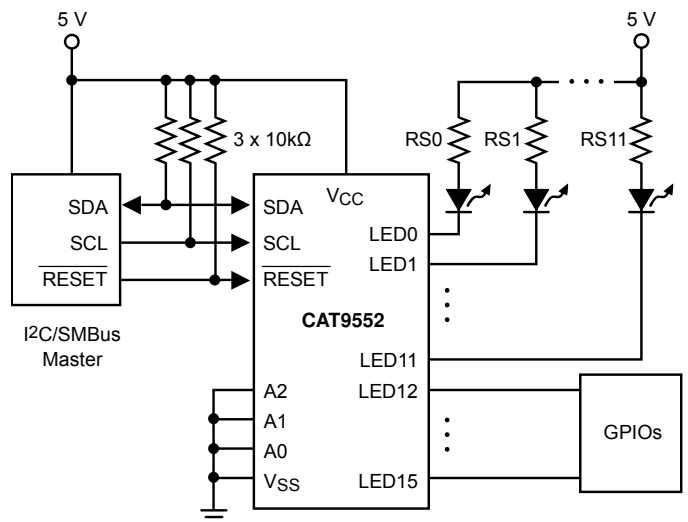 5 V
5 V
3 x 10kΩ
RS0
RS1
RS11
SDA
SCL
RESET
I2C/SMBus
Master
VCC
SDA
SCL
RESET
CAT9552
A2
A1
A0
VSS
LED0
LED1
LED11
LED12
LED15
GPIOs